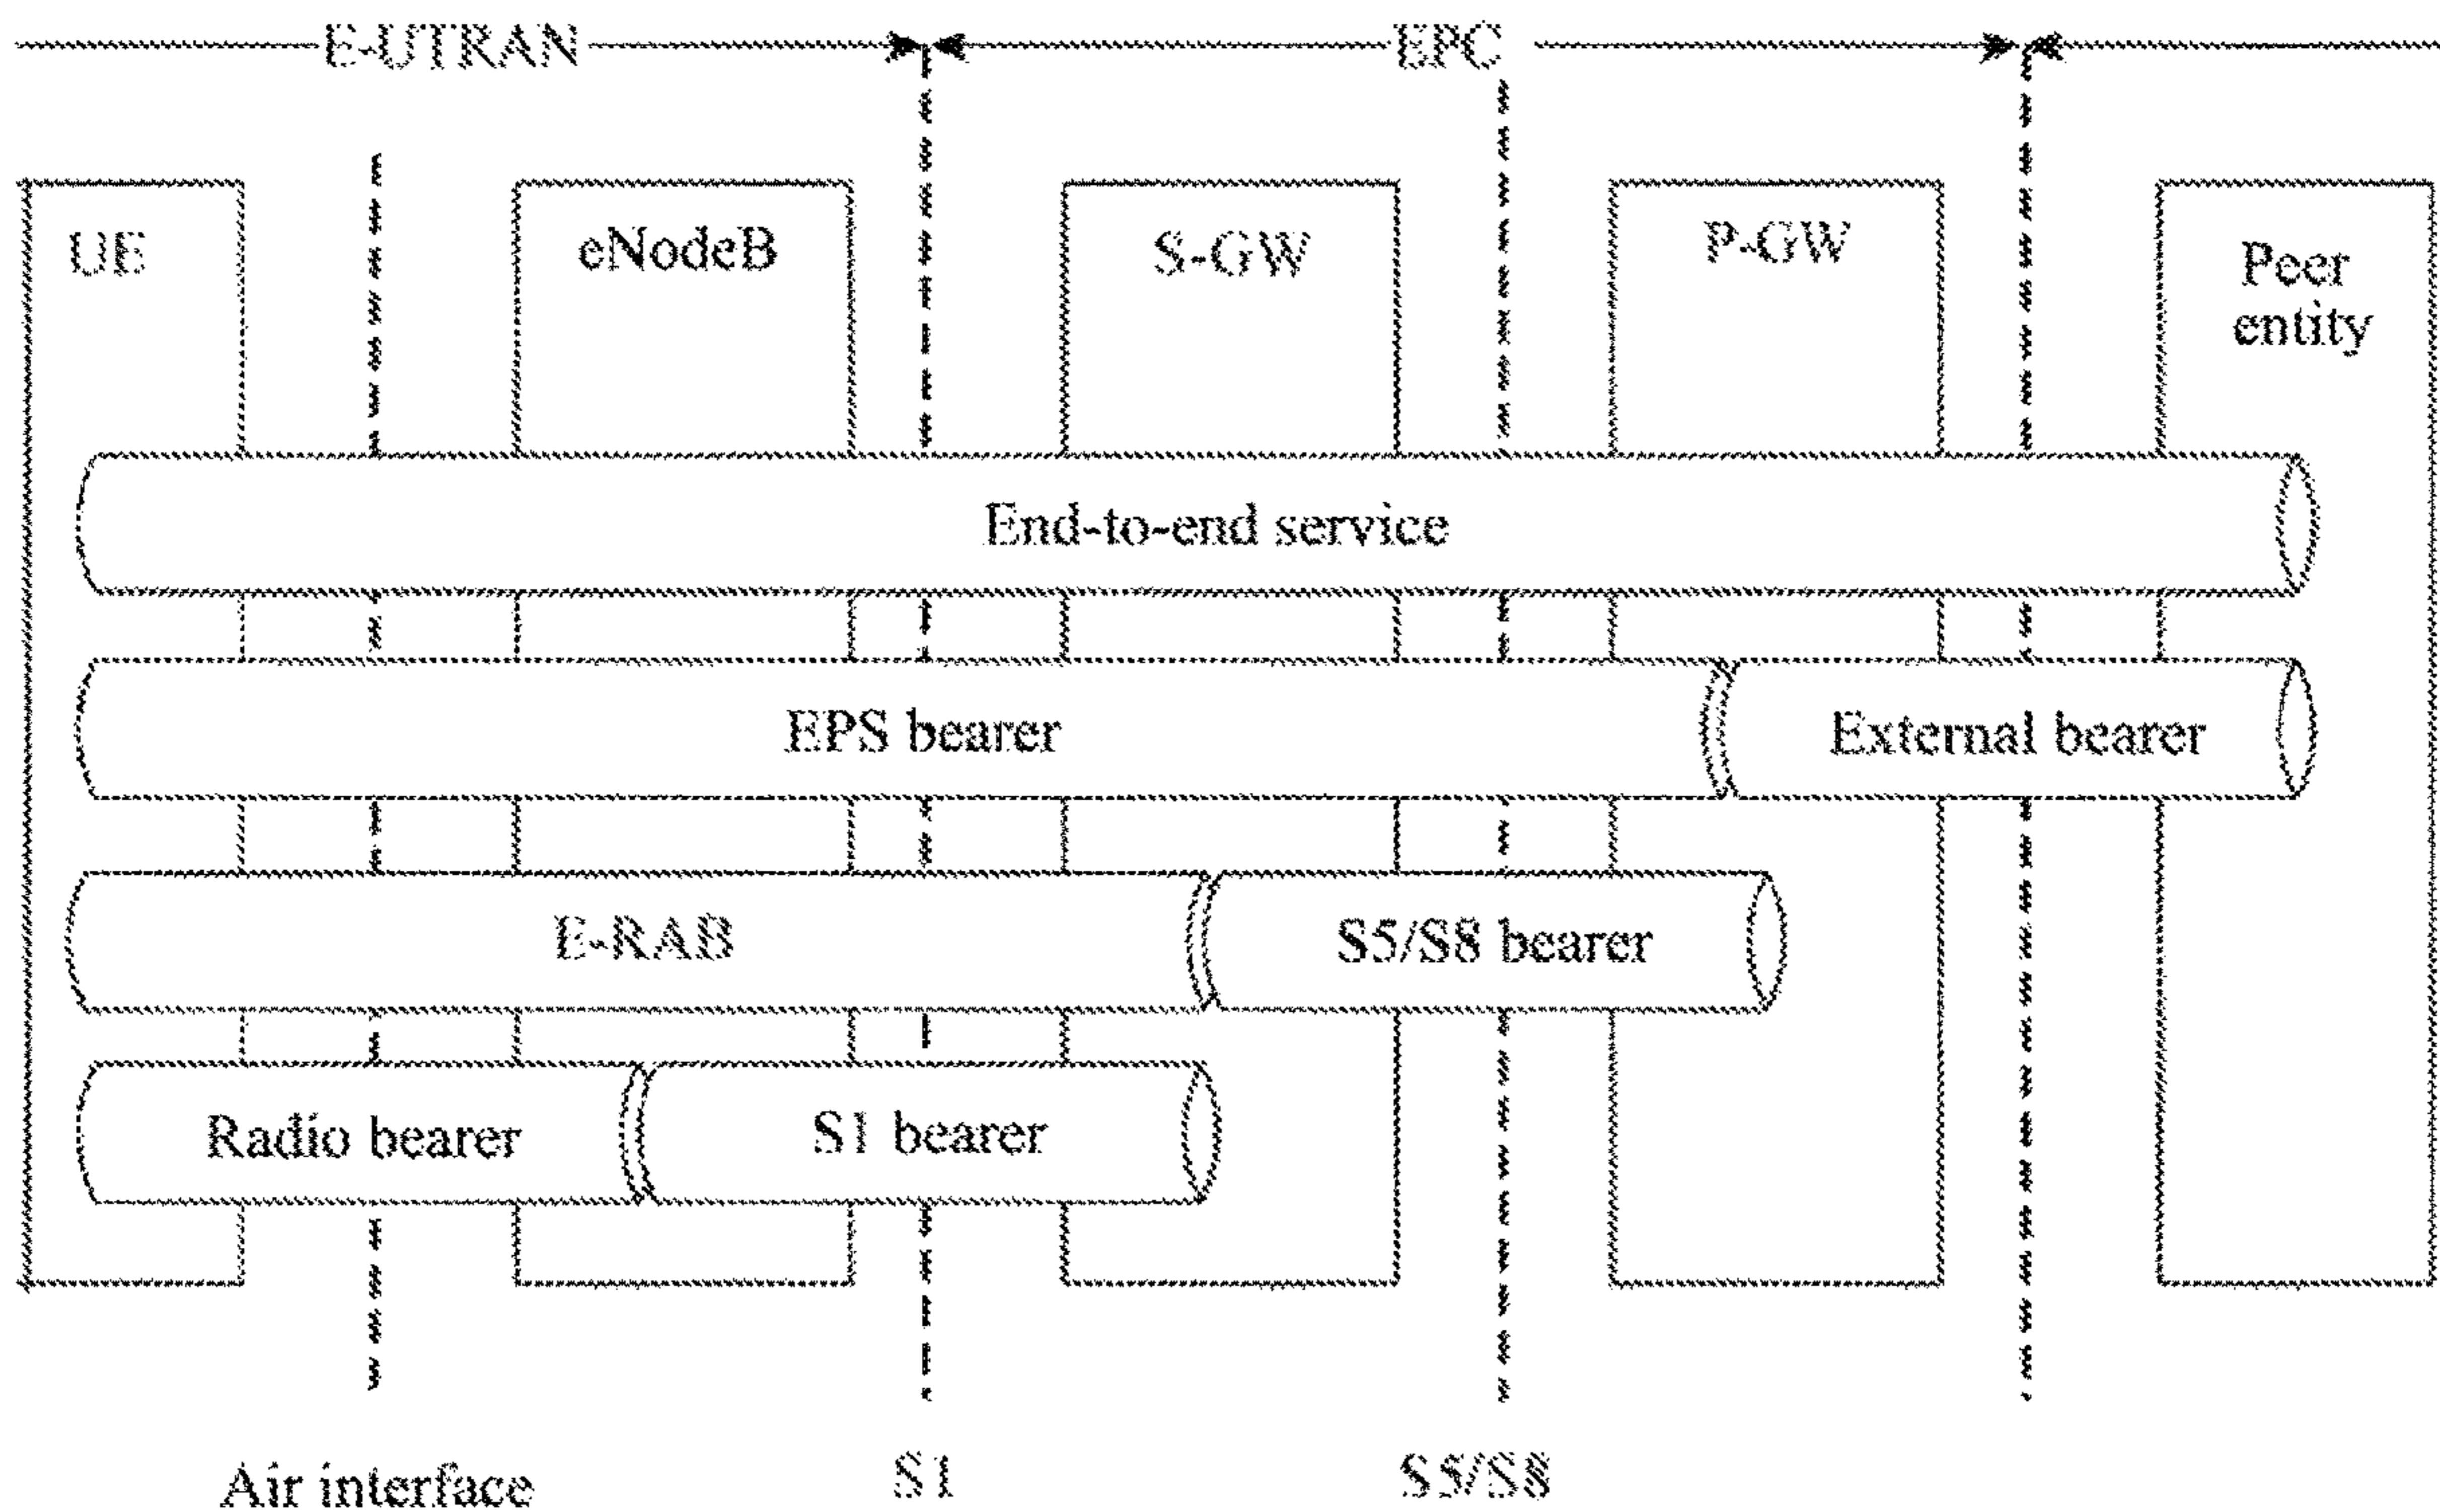 E-UTRAN
EPC
UE
eNodeB
S-GW
P-GW
Peer
entity
End-to-end service
EPS bearer
External bearer
E-RAB
S5/S8 bearer
Radio bearer
S1 bearer
Air interface
S1
S5/S8